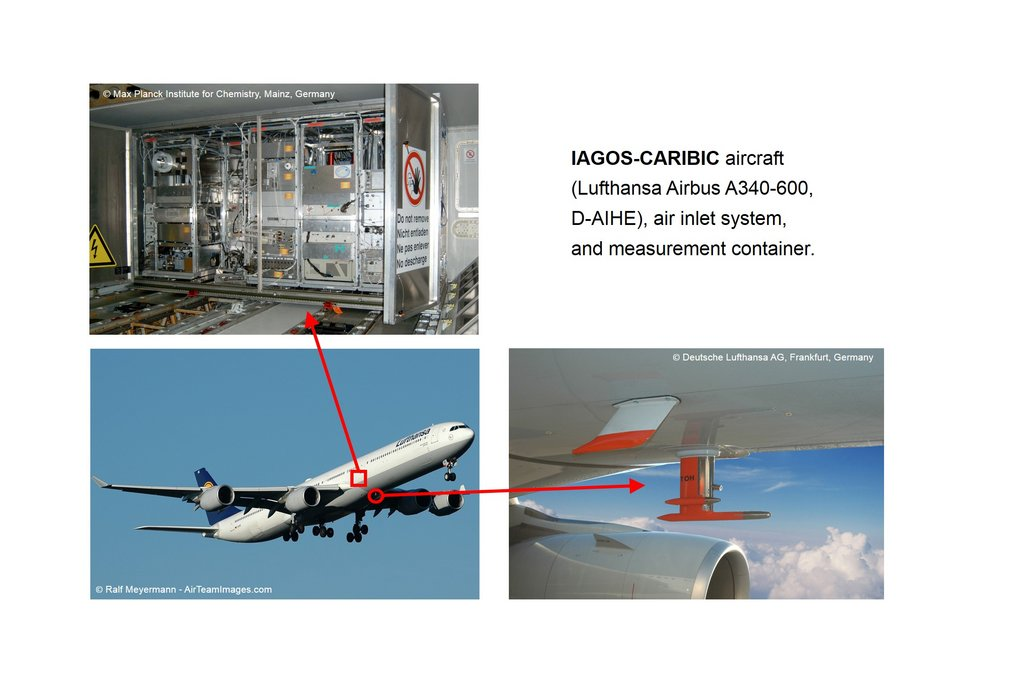 © Max Planck Institute for Chemistry, Mainz, Germany
Do not remove
Nicht entladen
Ne pas enlever
No descharge
IAGOS-CARIBIC aircraft
(Lufthansa Airbus A340-600,
D-AIHE), air inlet system,
and measurement container.
Lufthansa
© Ralf Meyermann - AirTeamImages.com
© Deutsche Lufthansa AG, Frankfurt, Germany
HOT